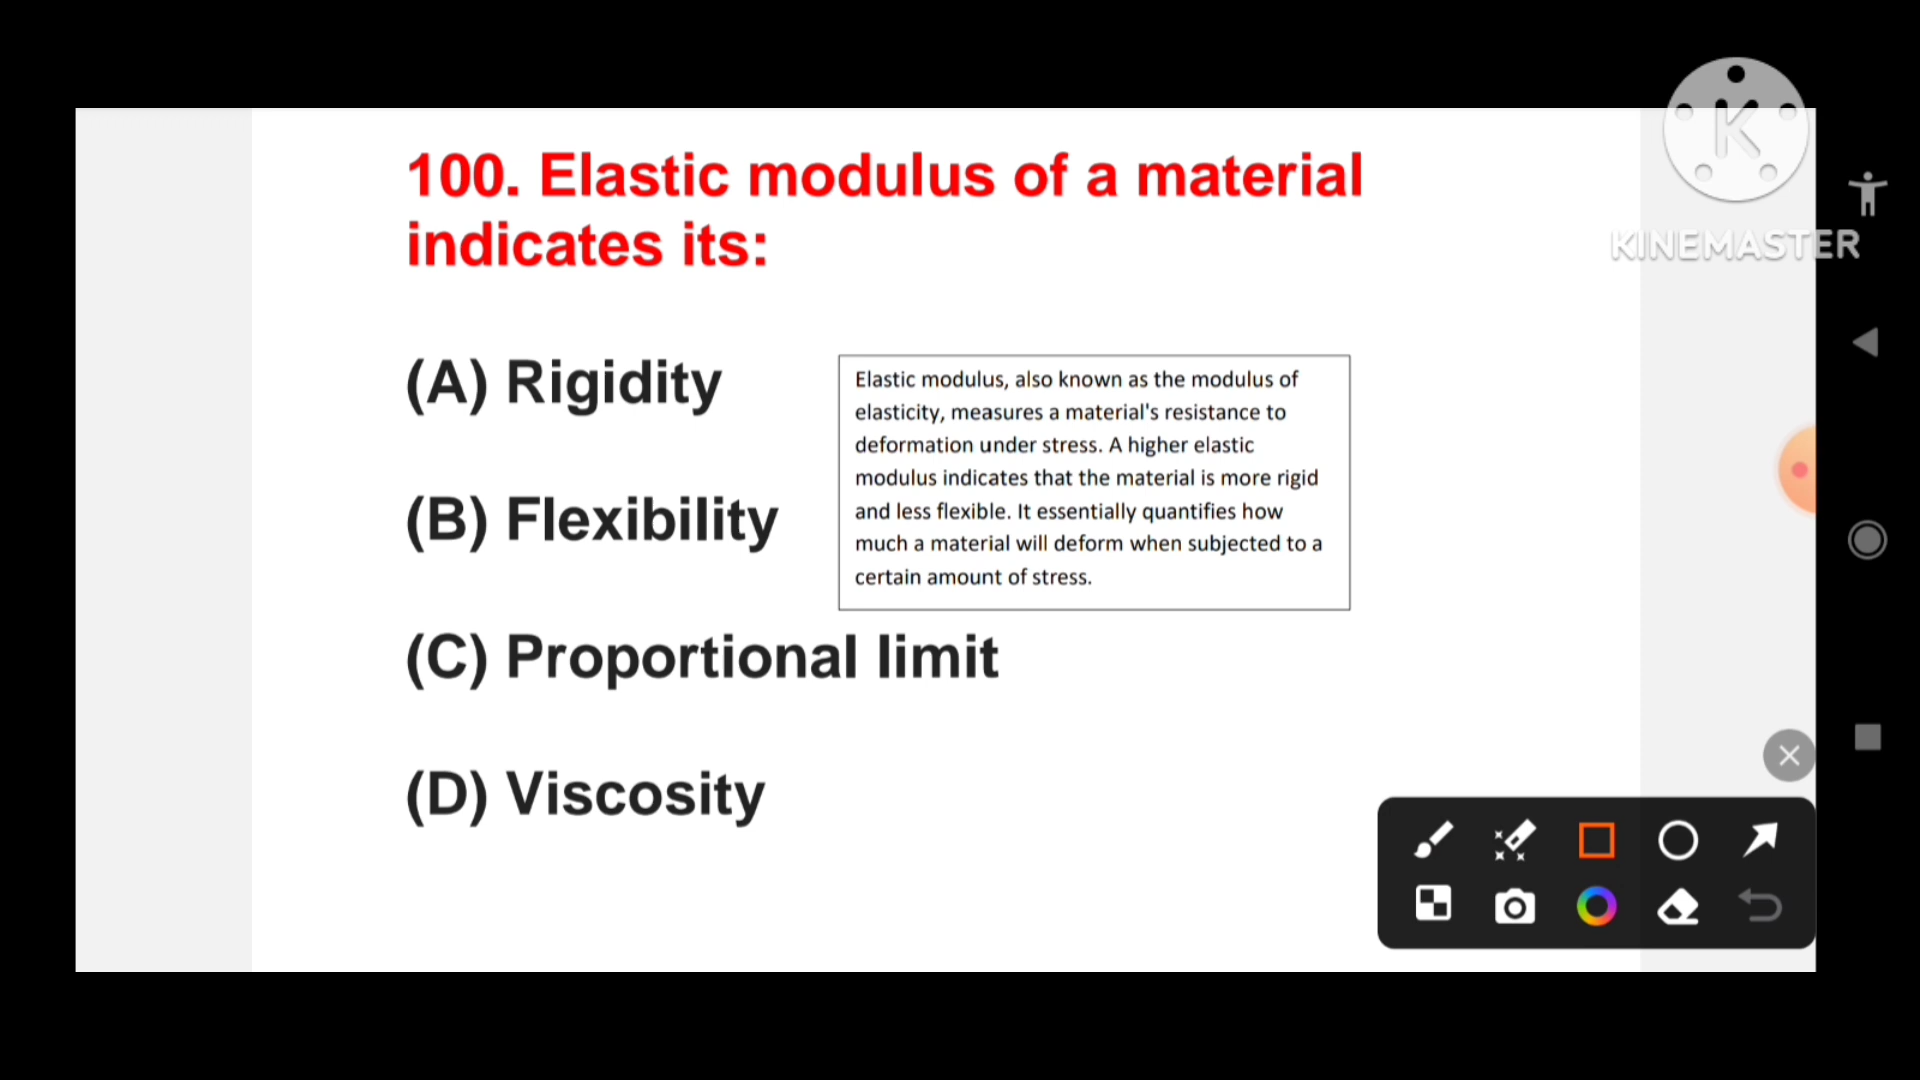 100. Elastic modulus of a material
indicates its:
(A) Rigidity
(B) Flexibility
(C) Proportional limit
(D) Viscosity
Elastic modulus, also known as the modulus of
elasticity, measures a material's resistance to
deformation under stress. A higher elastic
modulus indicates that the material is more rigid
and less flexible. It essentially quantifies how
much a material will deform when subjected to a
certain amount of stress.
K
KINEMASTER